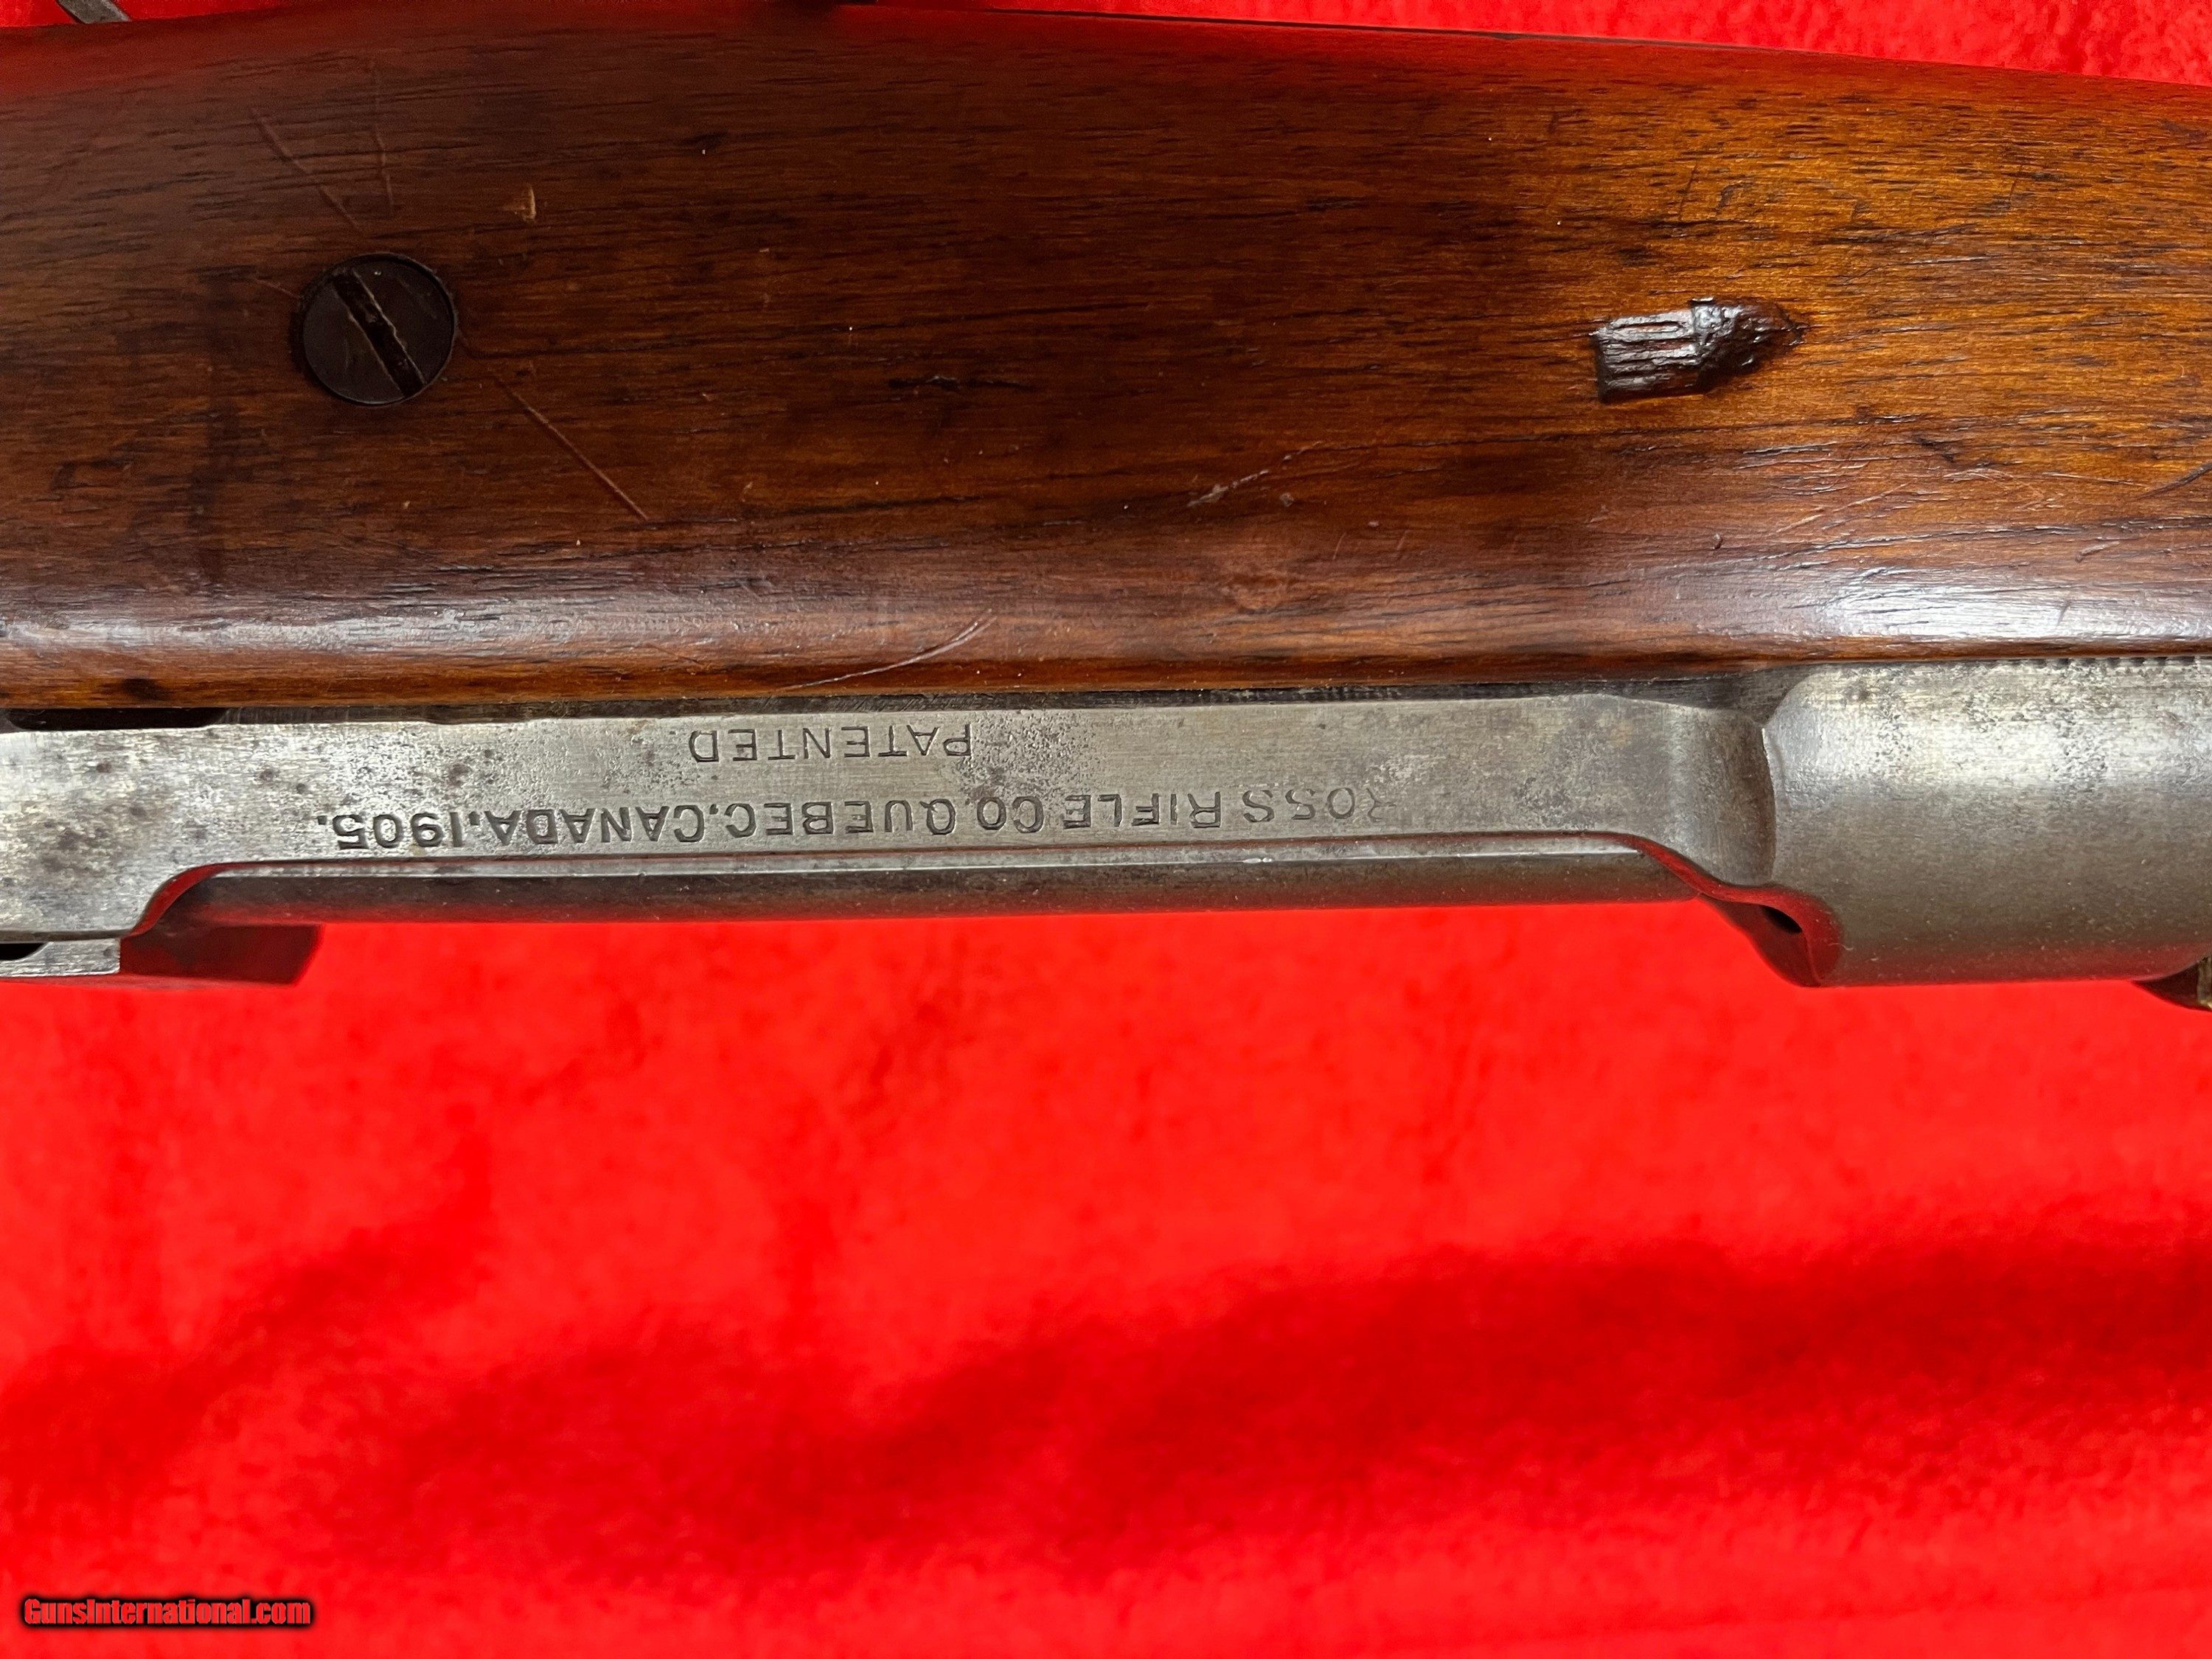 ROSS RIFLE CO. QUEBEC. CANADA. 1905.
PATENTED.
GunsInternational.com